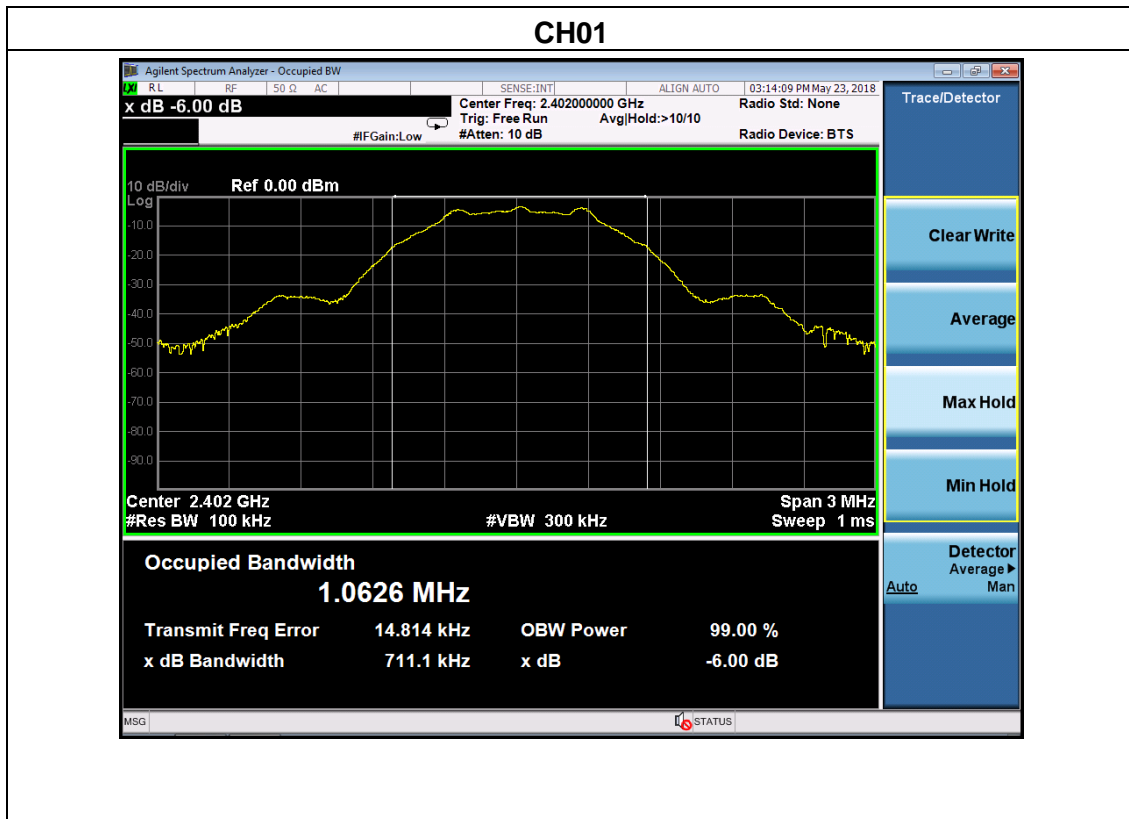 CH01
Agilent Spectrum Analyzer - Occupied BW
LXI RL RF 50 Ω AC SENSE:INT ALIGN AUTO 03:14:09 PM May 23, 2018
x dB -6.00 dB
Center Freq: 2.402000000 GHz Radio Std: None
Trig: Free Run Avg|Hold:>10/10
#IFGain:Low #Atten: 10 dB Radio Device: BTS
Trace/Detector
10 dB/div Ref 0.00 dBm
Log
-10.0
-20.0
-30.0
-40.0
-50.0
-60.0
-70.0
-80.0
-90.0
Center 2.402 GHz Span 3 MHz
#Res BW 100 kHz #VBW 300 kHz Sweep 1 ms
Occupied Bandwidth
1.0626 MHz
Transmit Freq Error 14.814 kHz OBW Power 99.00 %
x dB Bandwidth 711.1 kHz x dB -6.00 dB
Clear Write
Average
Max Hold
Min Hold
Detector
Average▶
Auto Man
MSG STATUS